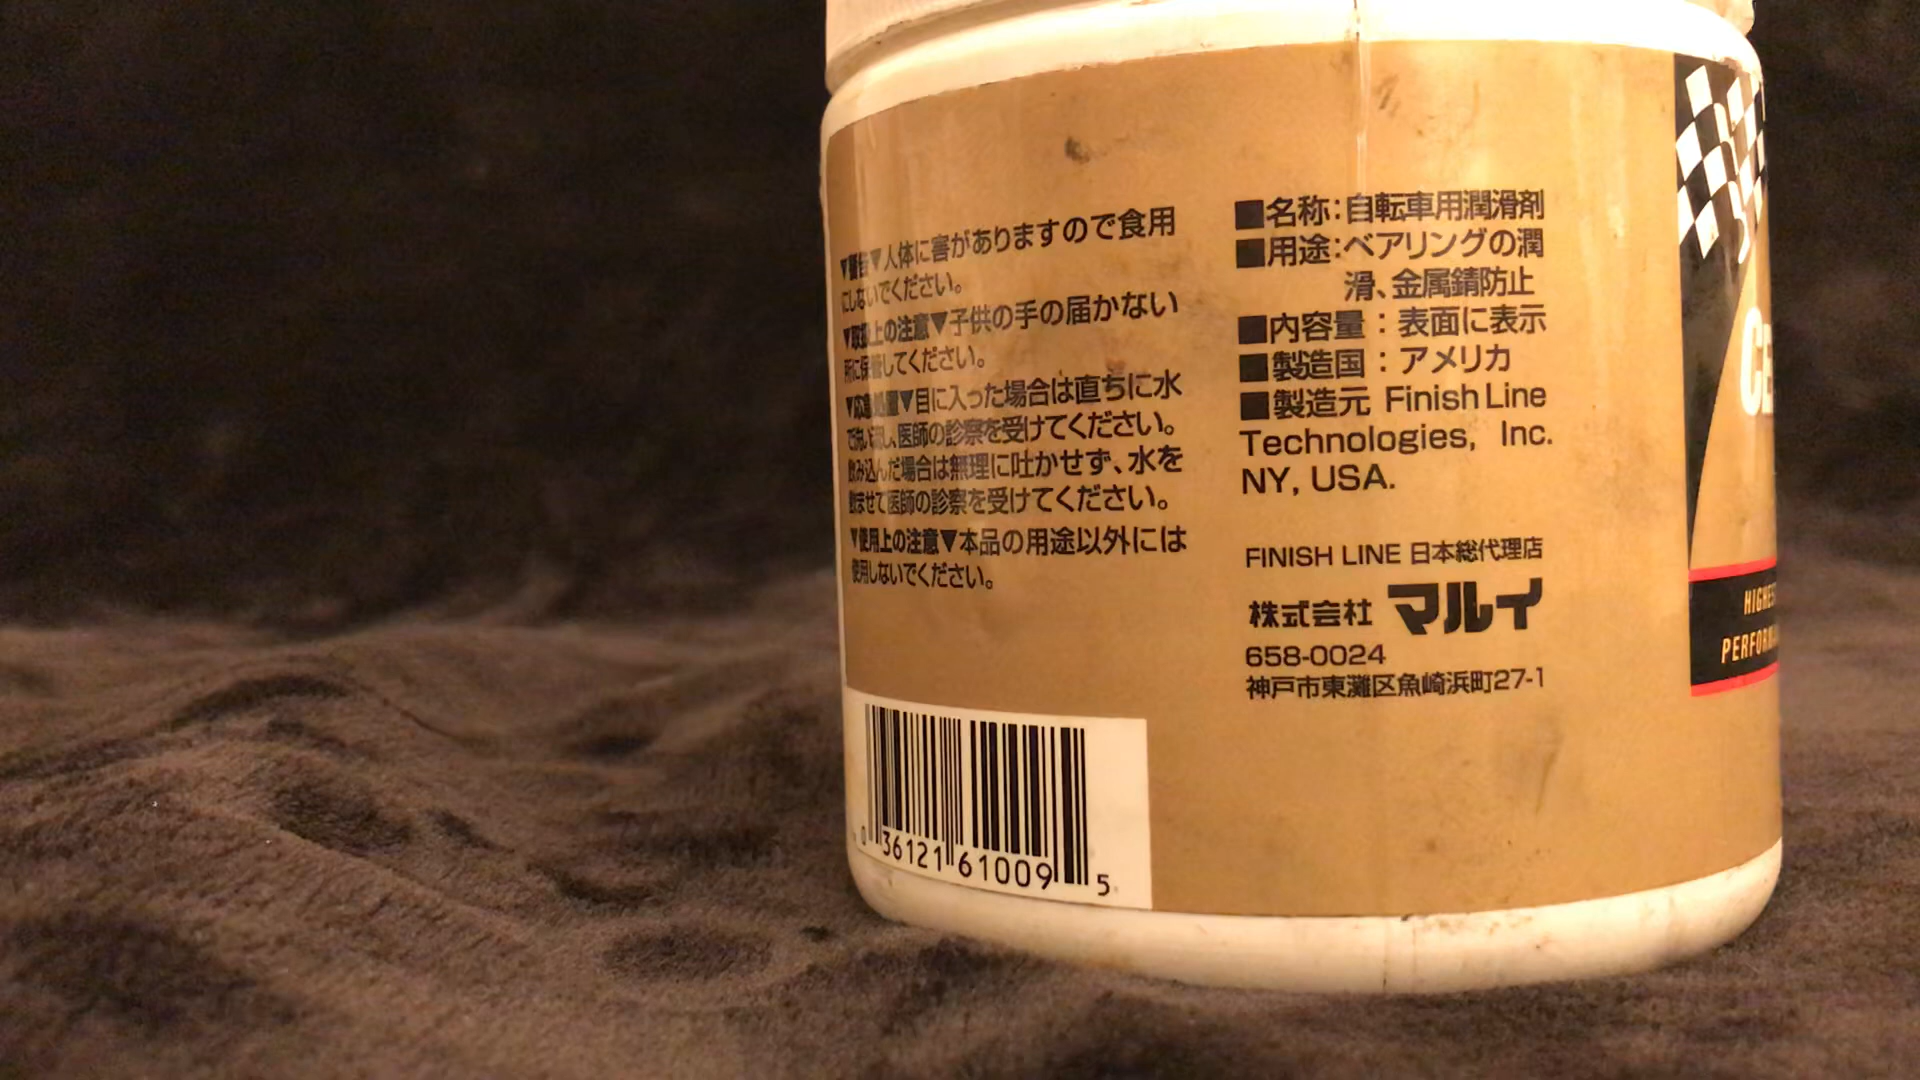 ▼警告▼人体に害がありますので食用
にしないでください。
▼取扱上の注意▼子供の手の届かない
所に保管してください。
▼応急処置▼目に入った場合は直ちに水
で洗い流し、医師の診察を受けてください。
飲み込んだ場合は無理に吐かせず、水を
飲ませて医師の診察を受けてください。
▼使用上の注意▼本品の用途以外には
使用しないでください。
■名称：自転車用潤滑剤
■用途：ベアリングの潤
滑、金属錆防止
■内容量：表面に表示
■製造国：アメリカ
■製造元 Finish Line
Technologies, Inc.
NY, USA.
FINISH LINE 日本総代理店
株式会社 マルイ
658-0024
神戸市東灘区魚崎浜町27-1
0 36121 61009 5